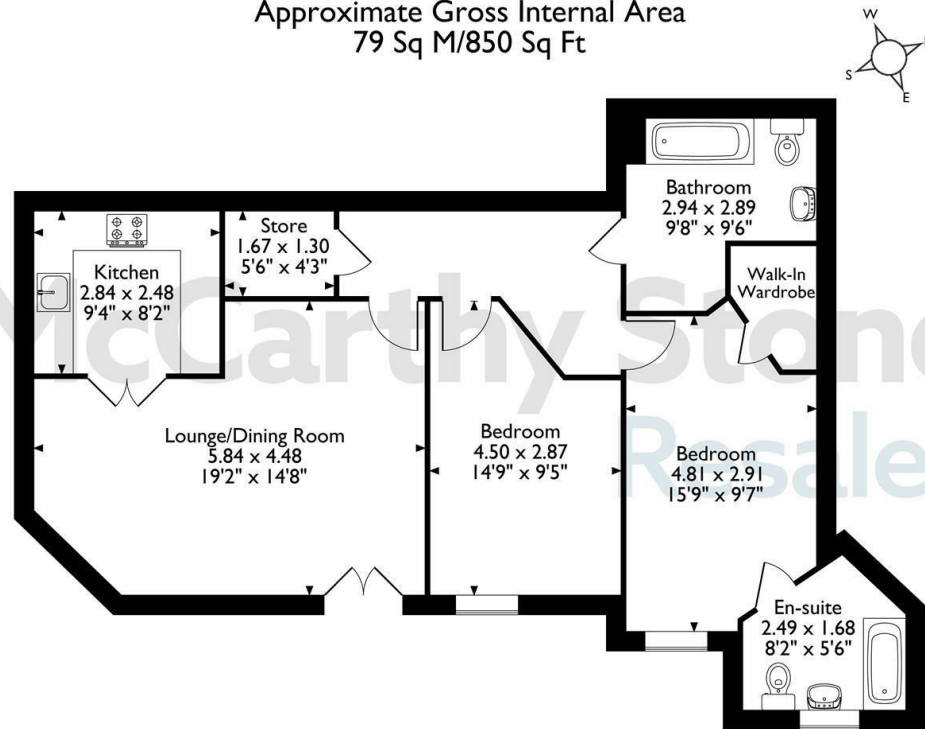 Approximate Gross Internal Area
79 Sq M/850 Sq Ft
W
S
E
Bathroom
2.94 x 2.89
9'8" x 9'6"
Store
1.67 x 1.30
5'6" x 4'3"
Kitchen
2.84 x 2.48
9'4" x 8'2"
Walk-In
Wardrobe
McCarthy Stone
Resale
Lounge/Dining Room
5.84 x 4.48
19'2" x 14'8"
Bedroom
4.50 x 2.87
14'9" x 9'5"
Bedroom
4.81 x 2.91
15'9" x 9'7"
En-suite
2.49 x 1.68
8'2" x 5'6"